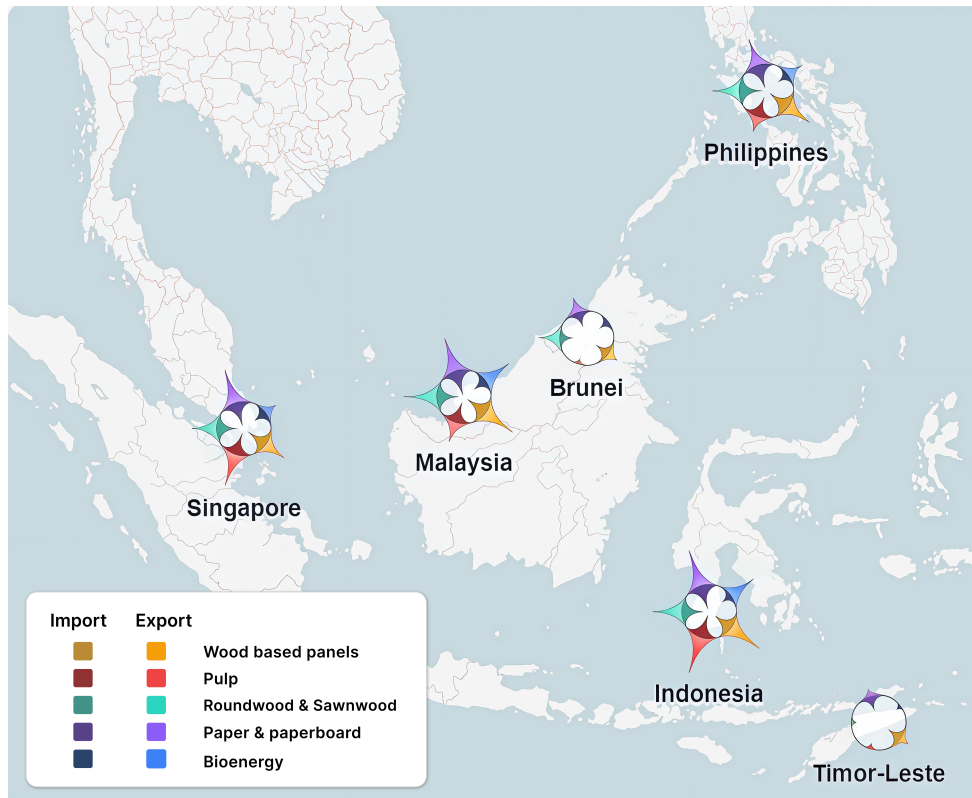 Philippines
Brunei
Malaysia
Singapore
Indonesia
Timor-Leste
Import Export
Wood based panels
Pulp
Roundwood & Sawnwood
Paper & paperboard
Bioenergy